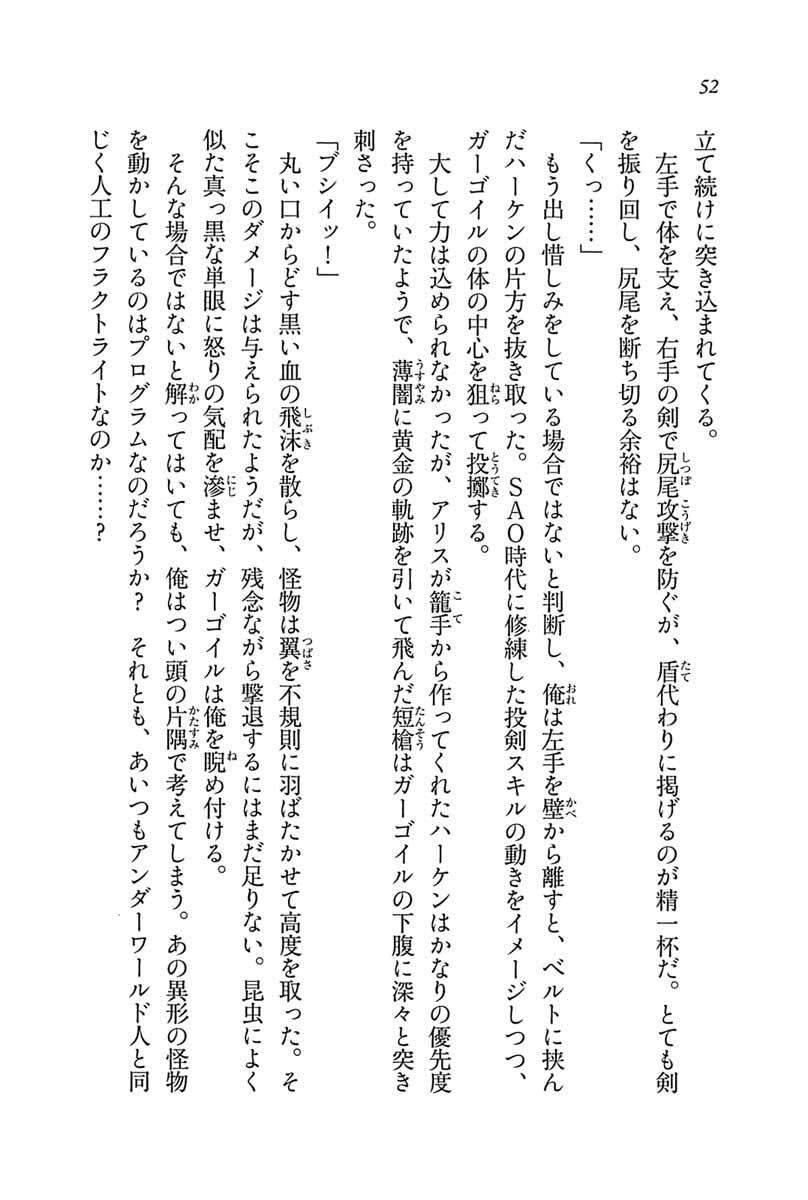 52
立て続けに突き込まれてくる。
　左手で体を支え、右手の剣で尻尾攻撃を防ぐが、盾代わりに掲げるのが精一杯だ。とても剣
を振り回し、尻尾を断ち切る余裕はない。
「くっ……」
　もう出し惜しみをしている場合ではないと判断し、俺は左手を壁から離すと、ベルトに挟ん
だハーケンの片方を抜き取った。ＳＡＯ時代に修練した投剣スキルの動きをイメージしつつ、
ガーゴイルの体の中心を狙って投擲する。
　大して力は込められなかったが、アリスが籠手から作ってくれたハーケンはかなりの優先度
を持っていたようで、薄闇に黄金の軌跡を引いて飛んだ短槍はガーゴイルの下腹に深々と突き
刺さった。
「ブシイッ！」
　丸い口からどす黒い血の飛沫を散らし、怪物は翼を不規則に羽ばたかせて高度を取った。そ
こそこのダメージは与えられたようだが、残念ながら撃退するにはまだ足りない。昆虫によく
似た真っ黒な単眼に怒りの気配を滲ませ、ガーゴイルは俺を睨め付ける。
　そんな場合ではないと解ってはいても、俺はつい頭の片隅で考えてしまう。あの異形の怪物
を動かしているのはプログラムなのだろうか？　それとも、あいつもアンダーワールド人と同
じく人工のフラクトライトなのか……？